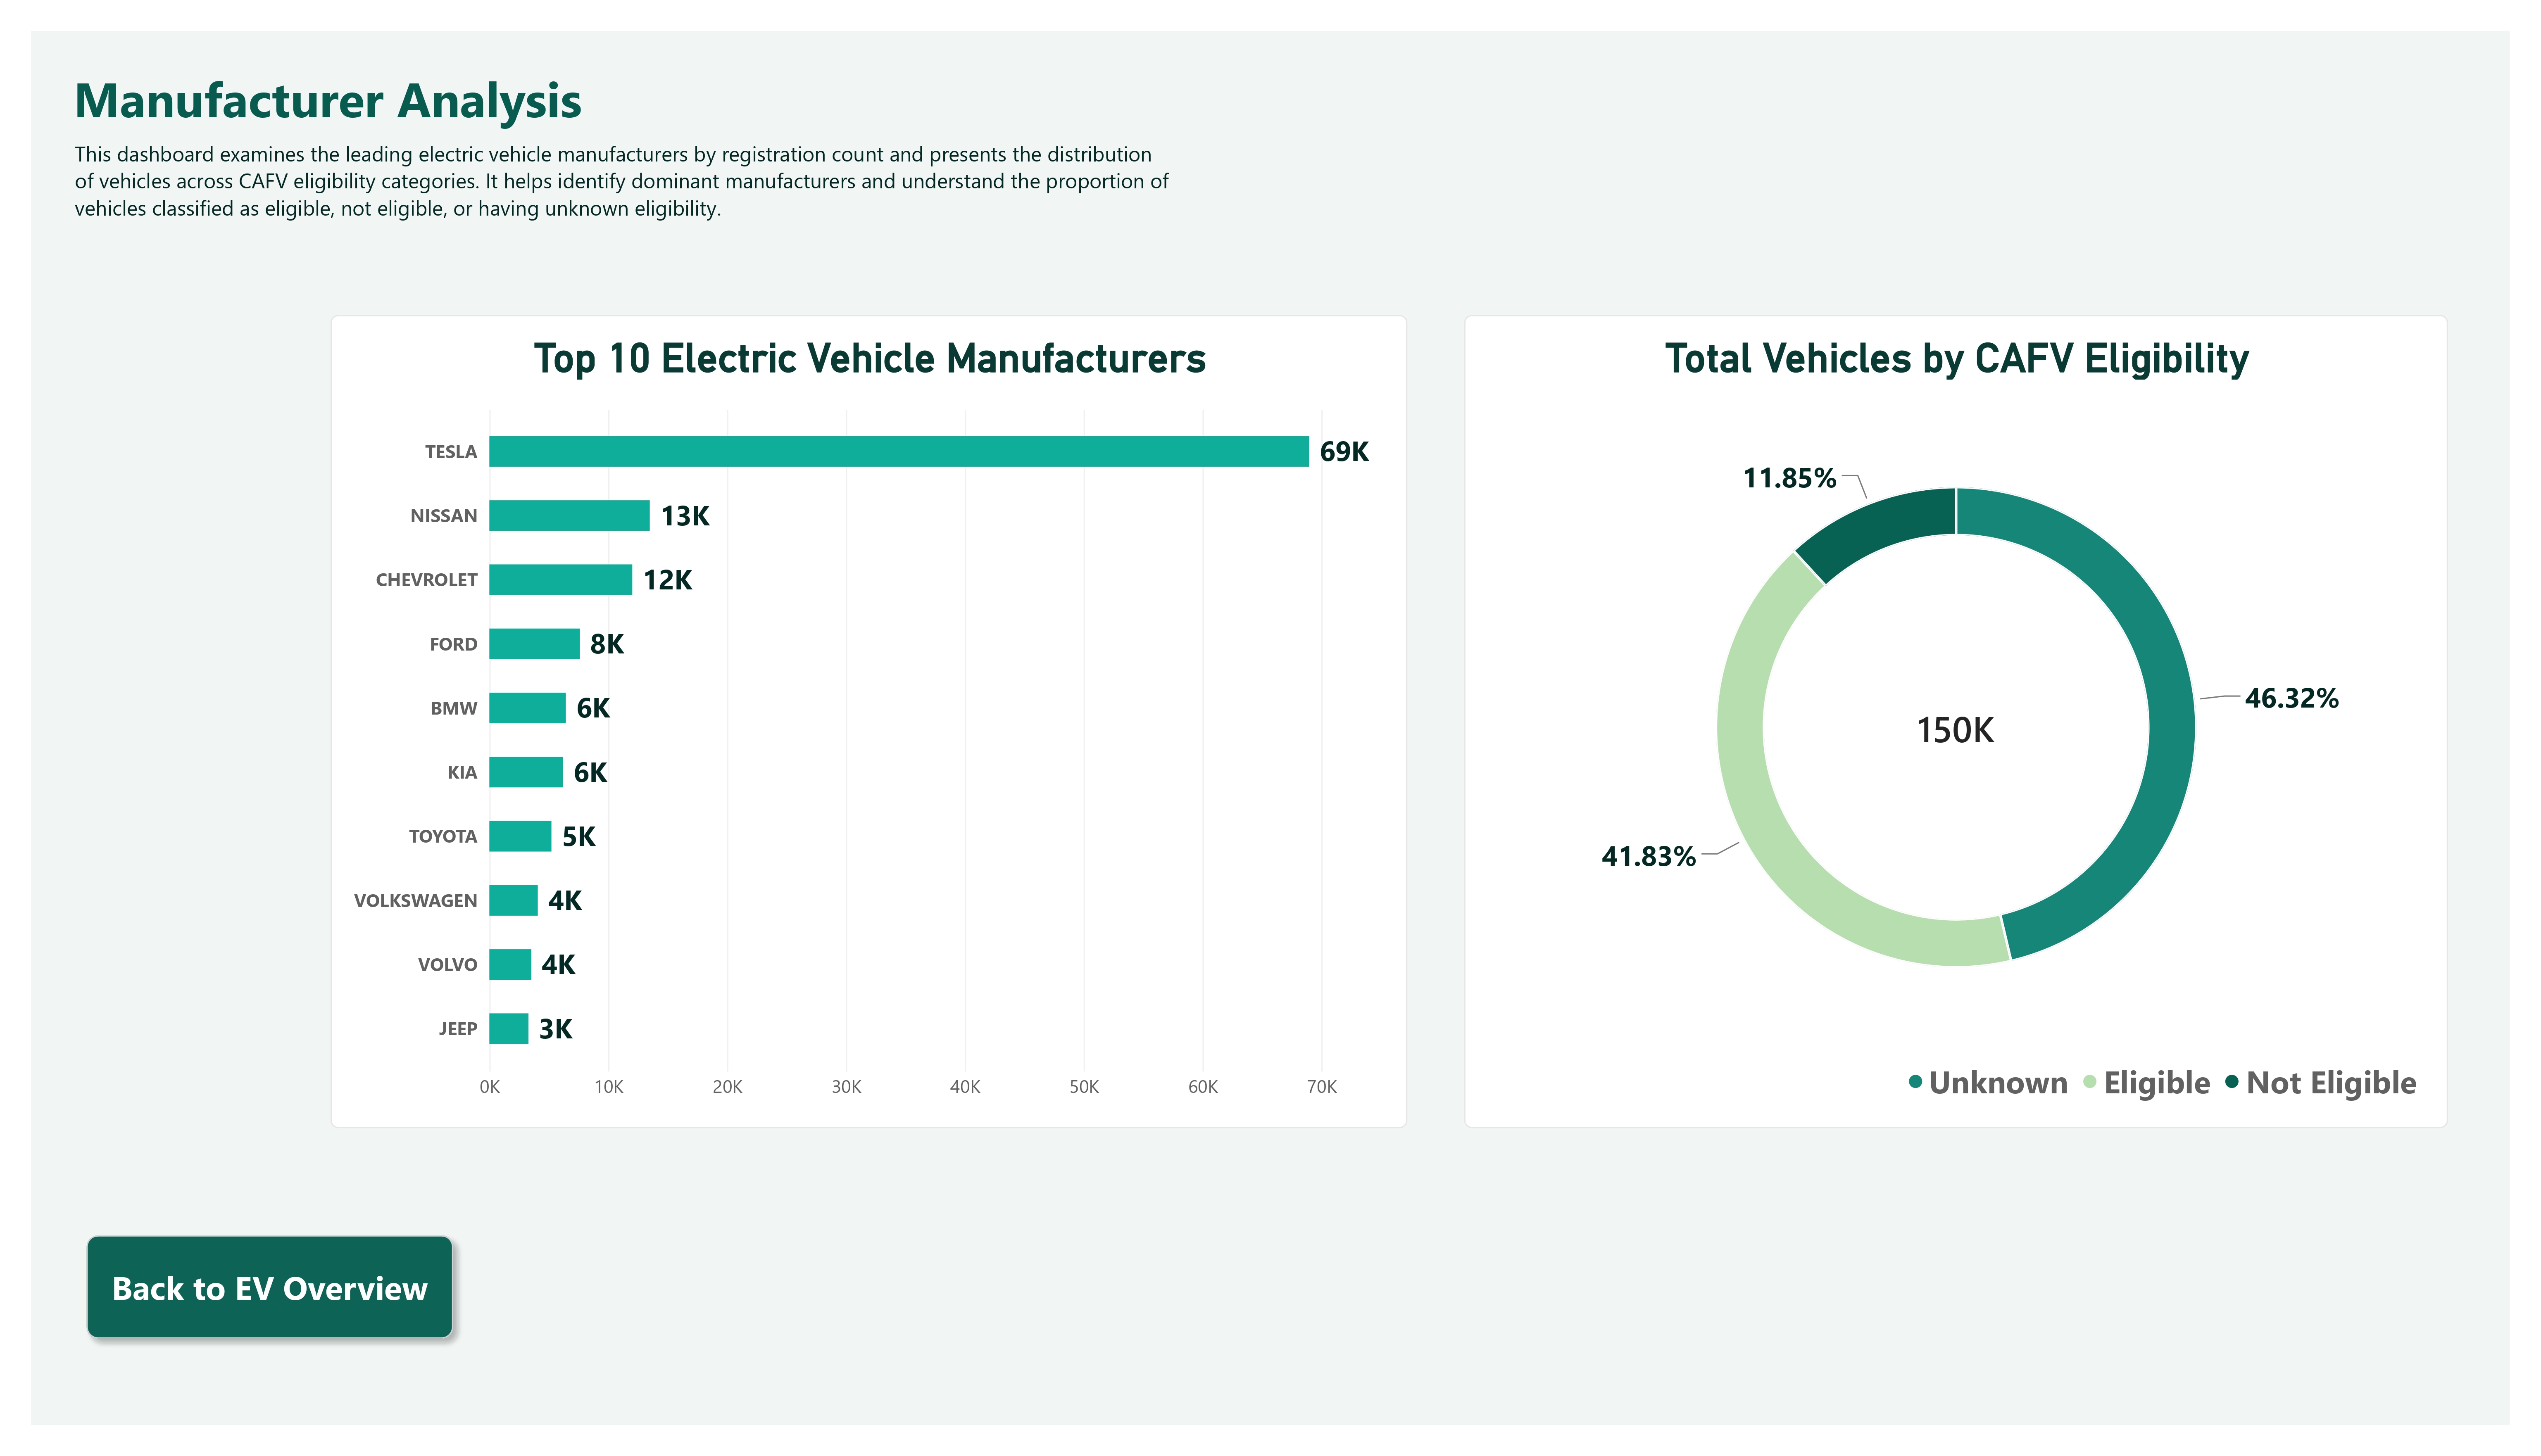 Manufacturer Analysis
This dashboard examines the leading electric vehicle manufacturers by registration count and presents the distribution
of vehicles across CAFV eligibility categories. It helps identify dominant manufacturers and understand the proportion of
vehicles classified as eligible, not eligible, or having unknown eligibility.
Top 10 Electric Vehicle Manufacturers
TESLA 69K
NISSAN 13K
CHEVROLET 12K
FORD 8K
BMW 6K
KIA 6K
TOYOTA 5K
VOLKSWAGEN 4K
VOLVO 4K
JEEP 3K
0K 10K 20K 30K 40K 50K 60K 70K
Total Vehicles by CAFV Eligibility
11.85%
46.32%
150K
41.83%
Unknown Eligible Not Eligible
Back to EV Overview